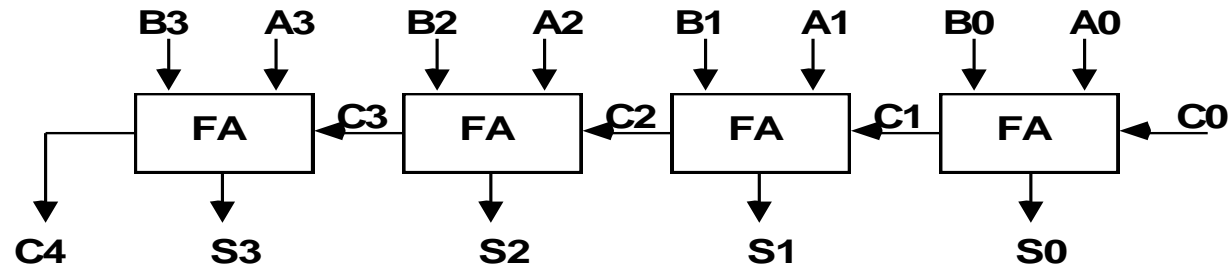 B3 A3 B2 A2 B1 A1 B0 A0
FA C3 FA C2 FA C1 FA C0
C4 S3 S2 S1 S0